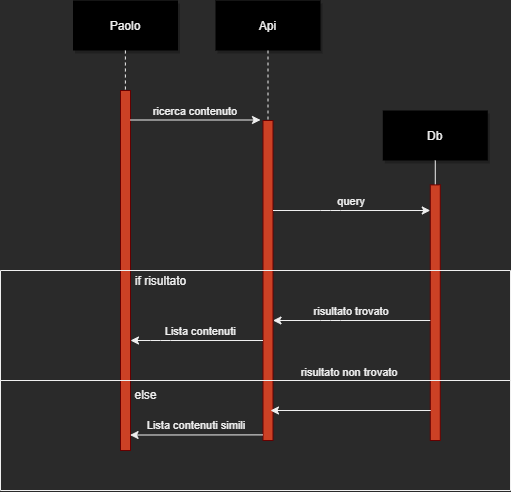 Paolo
Api
Db
ricerca contenuto
query
if risultato
risultato trovato
Lista contenuti
risultato non trovato
else
Lista contenuti simili